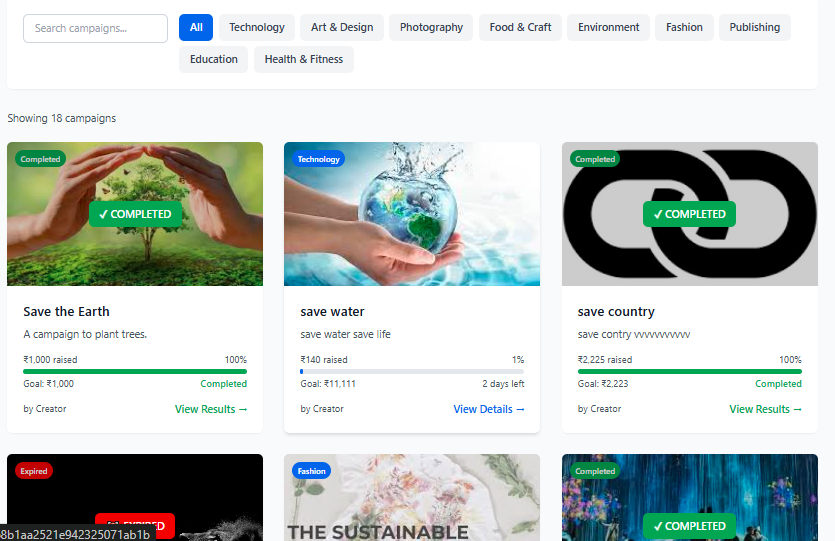 Search campaigns...
All
Technology
Art & Design
Photography
Food & Craft
Environment
Fashion
Publishing
Education
Health & Fitness
Showing 18 campaigns
Completed
✓ COMPLETED
Save the Earth
A campaign to plant trees.
₹1,000 raised 100%
Goal: ₹1,000 Completed
by Creator View Results →
Technology
save water
save water save life
₹140 raised 1%
Goal: ₹11,111 2 days left
by Creator View Details →
Completed
✓ COMPLETED
save country
save contry vvvvvvvvvvv
₹2,225 raised 100%
Goal: ₹2,223 Completed
by Creator View Results →
Expired
EXPIRED
8b1aa2521e942325071ab1b
Fashion
THE SUSTAINABLE
Completed
✓ COMPLETED